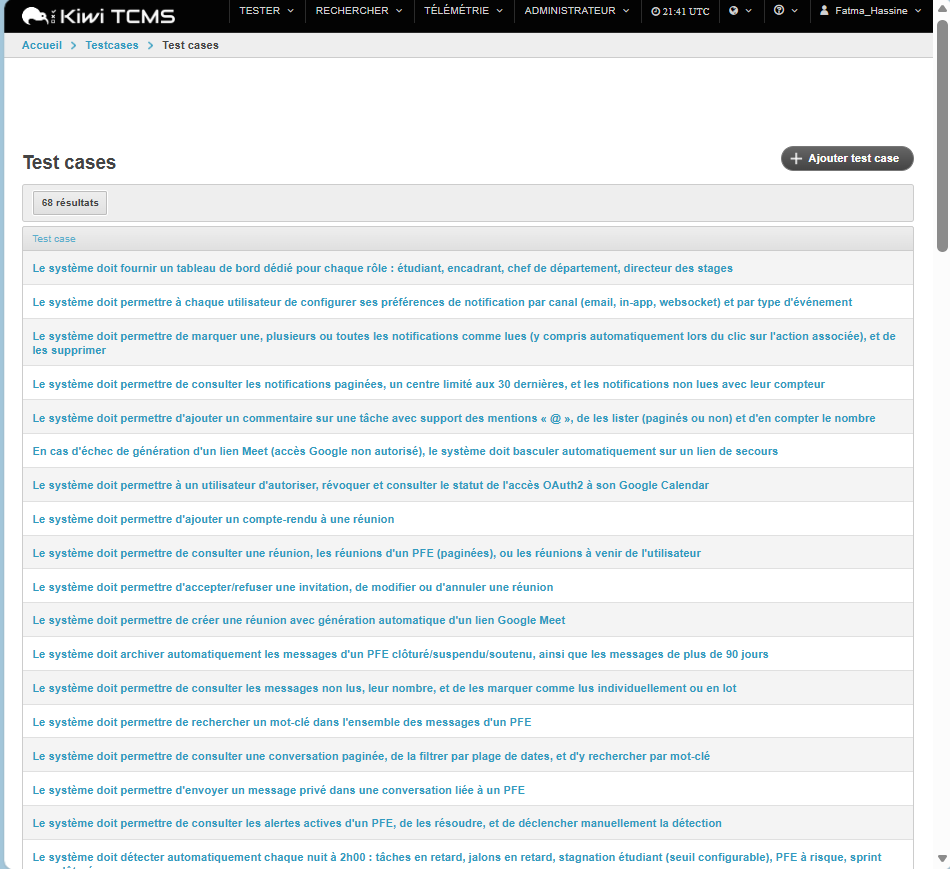 Kiwi TCMS
TESTER RECHERCHER TÉLÉMÉTRIE ADMINISTRATEUR 21:41 UTC Fatma_Hassine
Accueil > Testcases > Test cases
Test cases
+ Ajouter test case
68 résultats
Test case
Le système doit fournir un tableau de bord dédié pour chaque rôle : étudiant, encadrant, chef de département, directeur des stages
Le système doit permettre à chaque utilisateur de configurer ses préférences de notification par canal (email, in-app, websocket) et par type d'événement
Le système doit permettre de marquer une, plusieurs ou toutes les notifications comme lues (y compris automatiquement lors du clic sur l'action associée), et de
les supprimer
Le système doit permettre de consulter les notifications paginées, un centre limité aux 30 dernières, et les notifications non lues avec leur compteur
Le système doit permettre d'ajouter un commentaire sur une tâche avec support des mentions « @ », de les lister (paginés ou non) et d'en compter le nombre
En cas d'échec de génération d'un lien Meet (accès Google non autorisé), le système doit basculer automatiquement sur un lien de secours
Le système doit permettre à un utilisateur d'autoriser, révoquer et consulter le statut de l'accès OAuth2 à son Google Calendar
Le système doit permettre d'ajouter un compte-rendu à une réunion
Le système doit permettre de consulter une réunion, les réunions d'un PFE (paginées), ou les réunions à venir de l'utilisateur
Le système doit permettre d'accepter/refuser une invitation, de modifier ou d'annuler une réunion
Le système doit permettre de créer une réunion avec génération automatique d'un lien Google Meet
Le système doit archiver automatiquement les messages d'un PFE clôturé/suspendu/soutenu, ainsi que les messages de plus de 90 jours
Le système doit permettre de consulter les messages non lus, leur nombre, et de les marquer comme lus individuellement ou en lot
Le système doit permettre de rechercher un mot-clé dans l'ensemble des messages d'un PFE
Le système doit permettre de consulter une conversation paginée, de la filtrer par plage de dates, et d'y rechercher par mot-clé
Le système doit permettre d'envoyer un message privé dans une conversation liée à un PFE
Le système doit permettre de consulter les alertes actives d'un PFE, de les résoudre, et de déclencher manuellement la détection
Le système doit détecter automatiquement chaque nuit à 2h00 : tâches en retard, jalons en retard, stagnation étudiant (seuil configurable), PFE à risque, sprint